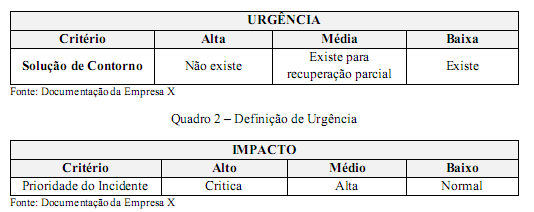 URGÊNCIA
Critério Alta Média Baixa
Solução de Contorno Não existe Existe para recuperação parcial Existe
Fonte: Documentação da Empresa X
Quadro 2 – Definição de Urgência
IMPACTO
Critério Alto Médio Baixo
Prioridade do Incidente Critica Alta Normal
Fonte: Documentação da Empresa X